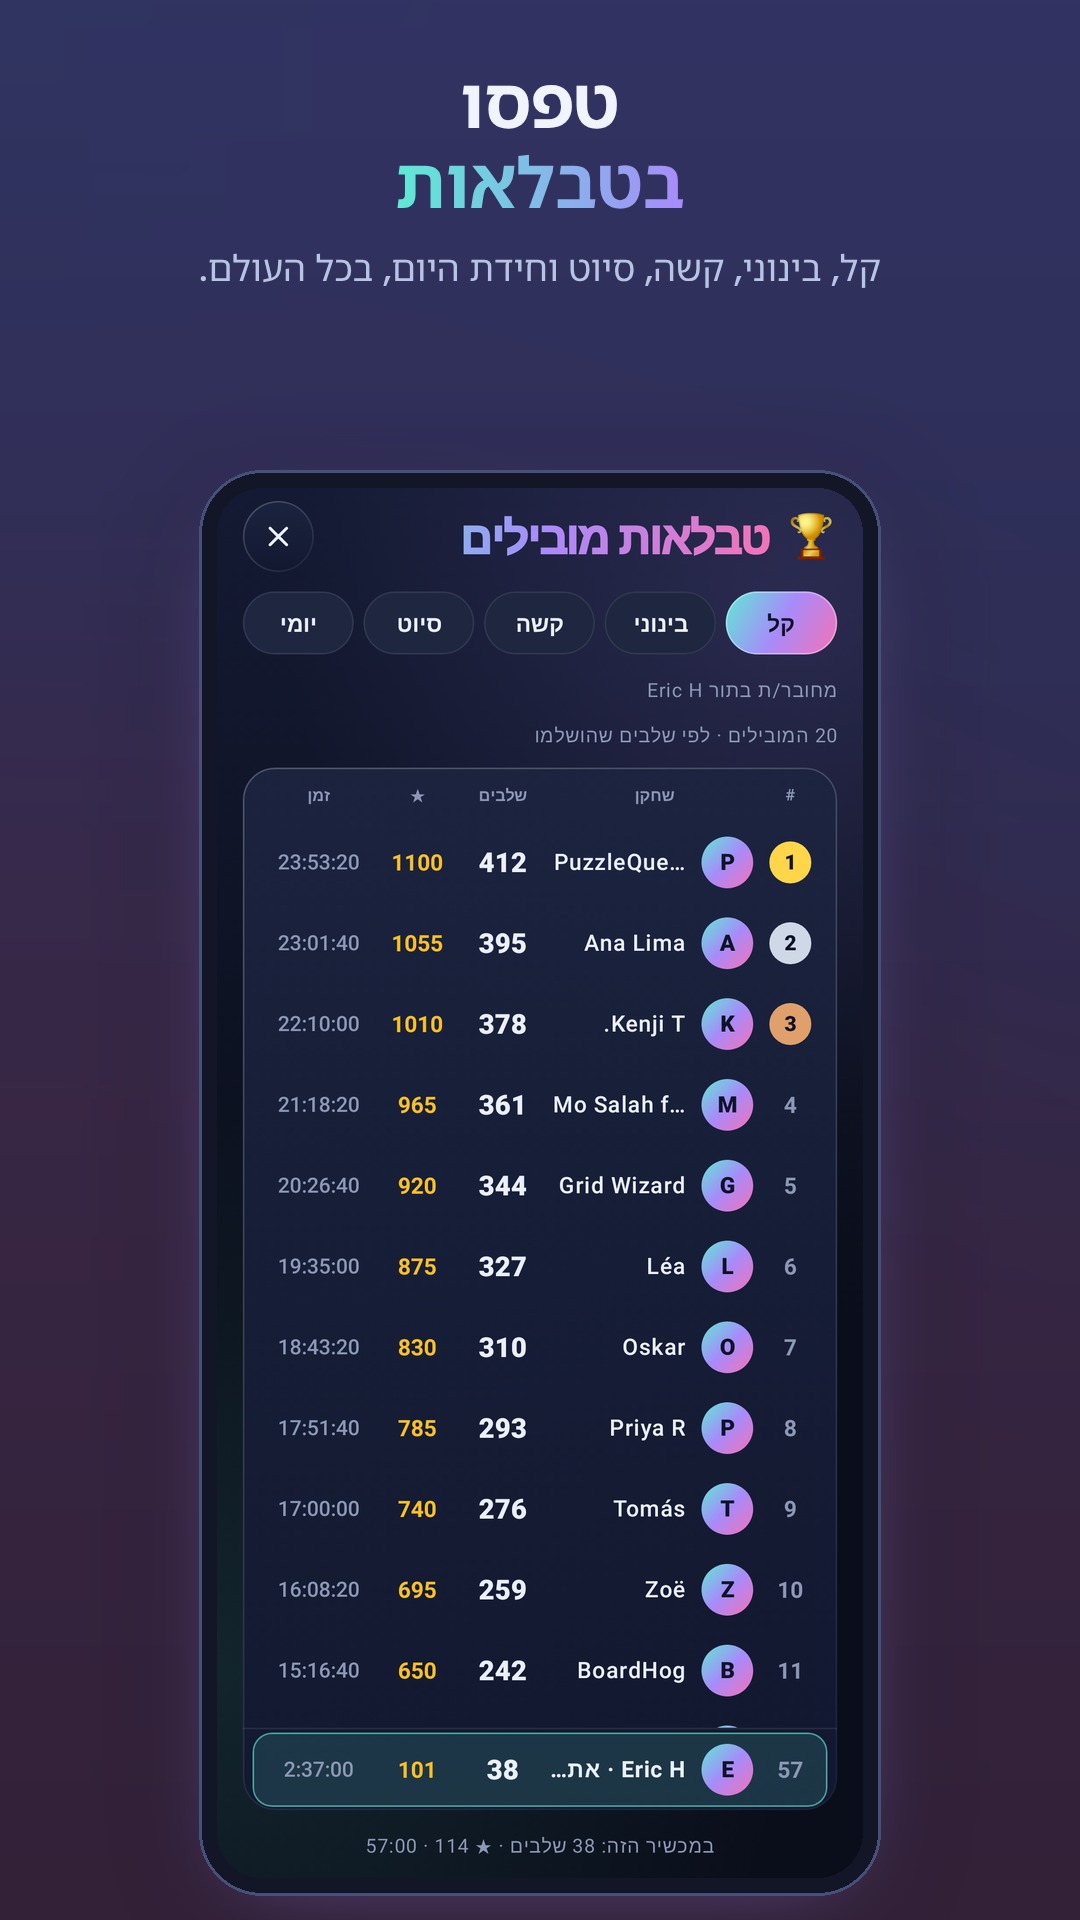 טפסו
בטבלאות
קל, בינוני, קשה, סיוט וחידת היום, בכל העולם.
🏆 טבלאות מובילים ×
קל בינוני קשה סיוט יומי
מחובר/ת בתור Eric H
20 המובילים · לפי שלבים שהושלמו
# שחקן שלבים ★ זמן
1 P PuzzleQue… 412 1100 23:53:20
2 A Ana Lima 395 1055 23:01:40
3 K Kenji T. 378 1010 22:10:00
4 M Mo Salah f… 361 965 21:18:20
5 G Grid Wizard 344 920 20:26:40
6 L Léa 327 875 19:35:00
7 O Oskar 310 830 18:43:20
8 P Priya R 293 785 17:51:40
9 T Tomás 276 740 17:00:00
10 Z Zoë 259 695 16:08:20
11 B BoardHog 242 650 15:16:40
57 E Eric H · את… 38 101 2:37:00
במכשיר הזה: 38 שלבים · ★ 114 · 57:00